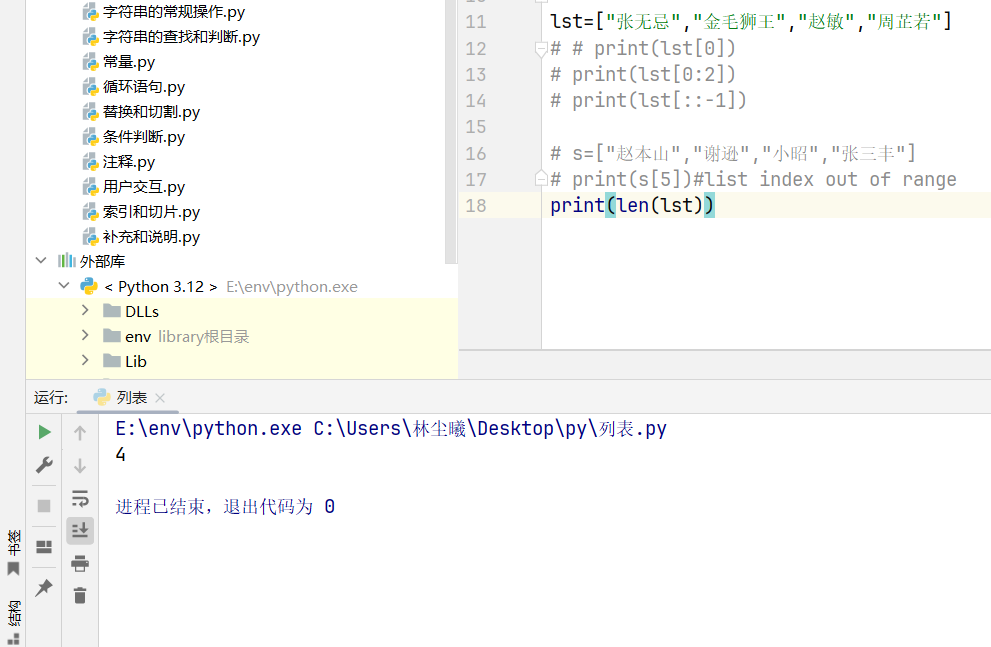 字符串的常规操作.py
字符串的查找和判断.py
常量.py
循环语句.py
替换和切割.py
条件判断.py
注释.py
用户交互.py
索引和切片.py
补充和说明.py
外部库
< Python 3.12 > E:\env\python.exe
DLLs
env library根目录
Lib
11 lst=["张无忌","金毛狮王","赵敏","周芷若"]
12 # # print(lst[0])
13 # print(lst[0:2])
14 # print(lst[::-1])
15
16 # s=["赵本山","谢逊","小昭","张三丰"]
17 # print(s[5])#list index out of range
18 print(len(lst))
运行: 列表
E:\env\python.exe C:\Users\林尘曦\Desktop\py\列表.py
4
进程已结束，退出代码为 0
书签
结构